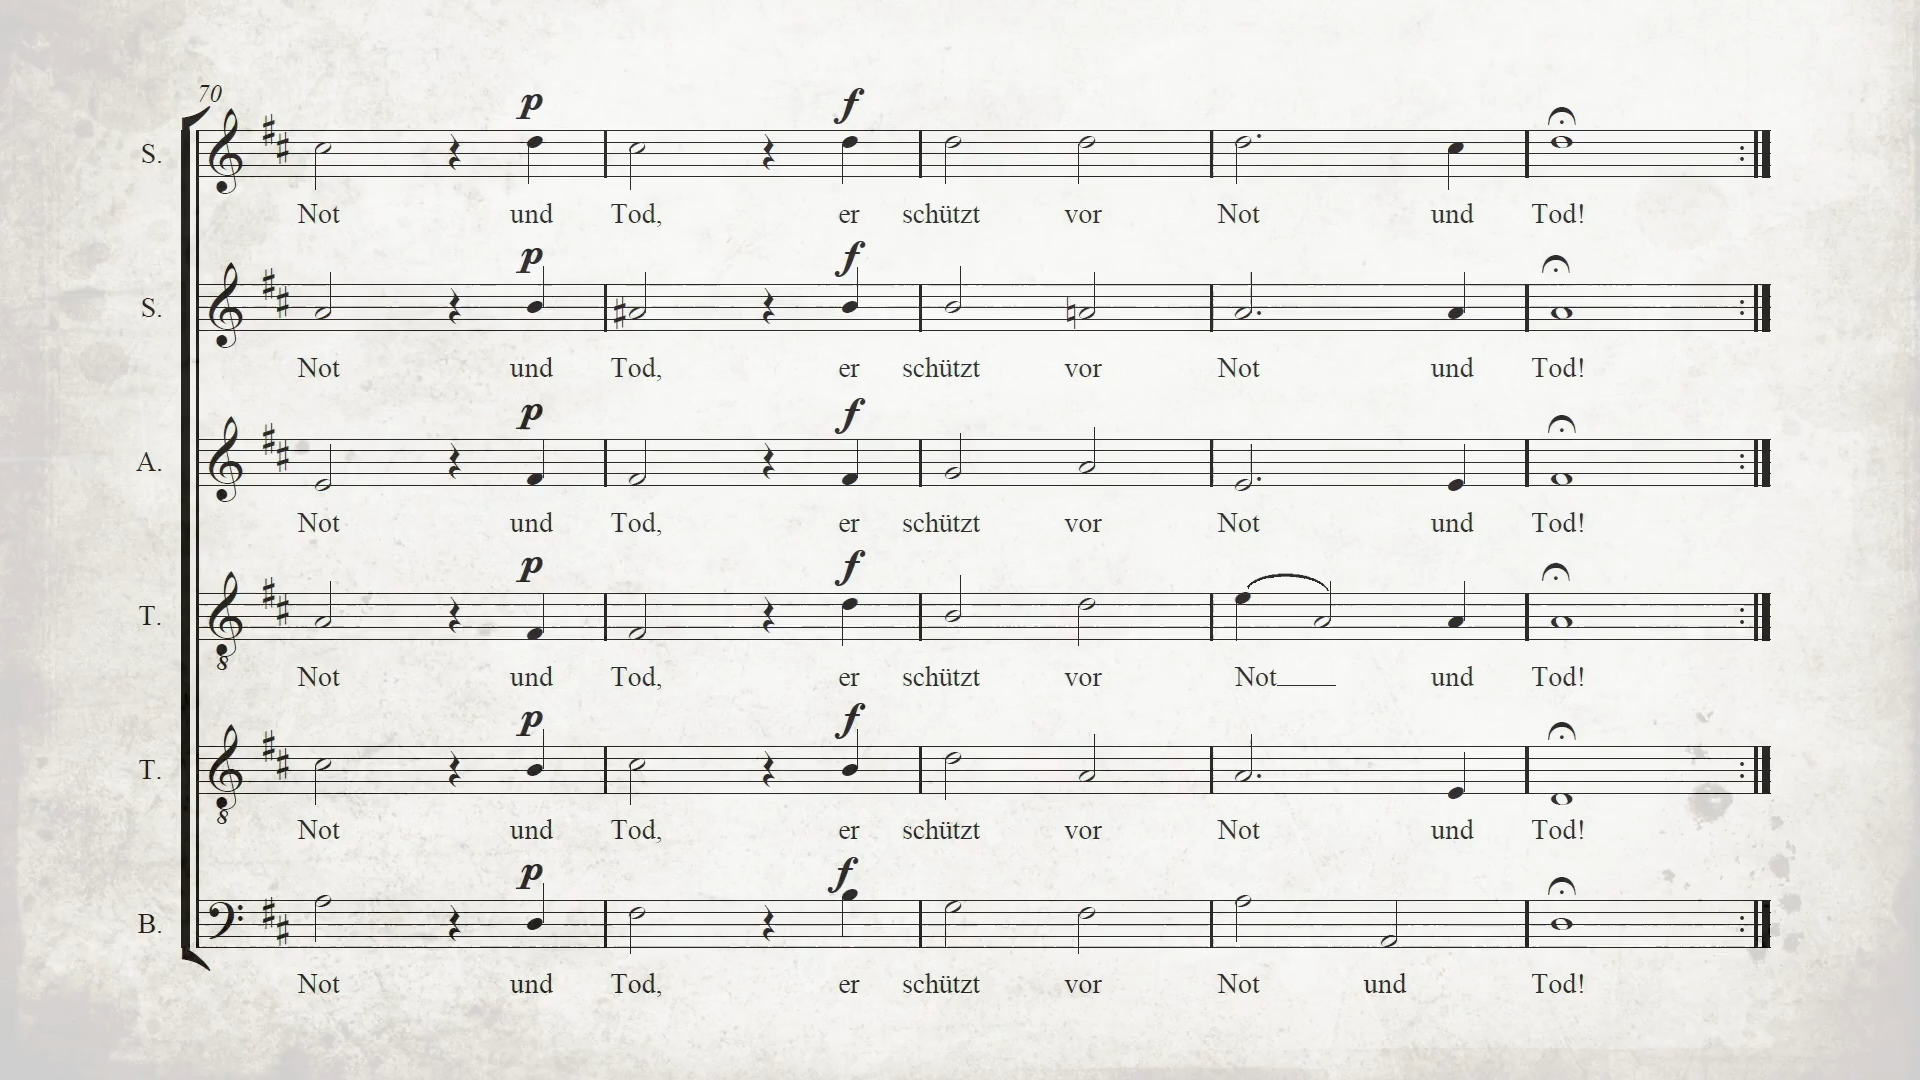 70
p f
S.
Not und Tod, er schützt vor Not und Tod!
p f
S.
Not und Tod, er schützt vor Not und Tod!
p f
A.
Not und Tod, er schützt vor Not und Tod!
p f
T.
8
Not und Tod, er schützt vor Not und Tod!
p f
T.
8
Not und Tod, er schützt vor Not und Tod!
p f
B.
Not und Tod, er schützt vor Not und Tod!